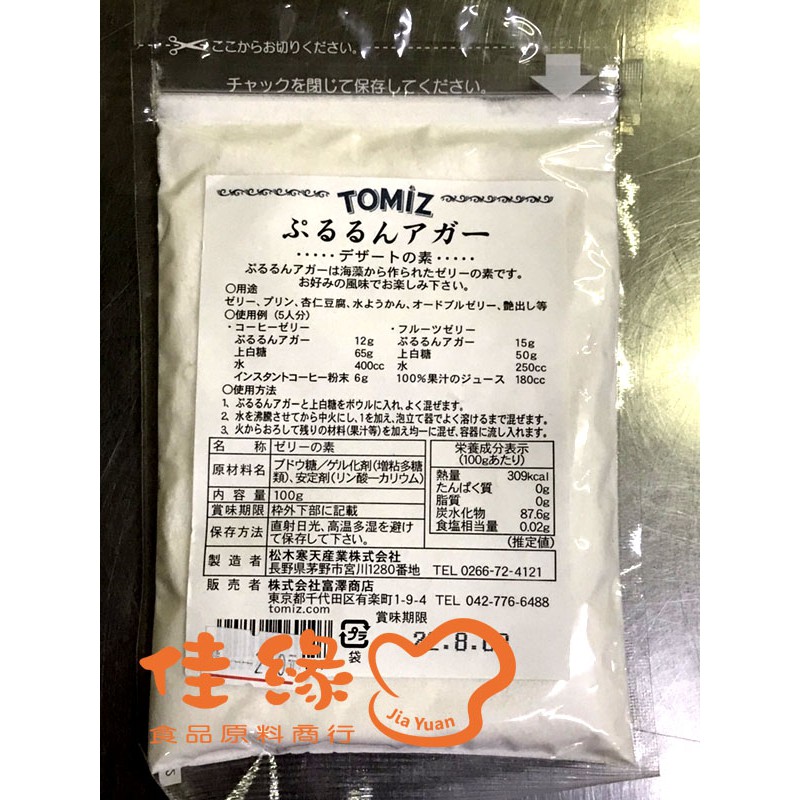 ここからお切りください。
チャックを閉じて保存してください。
TOMIZ
ぷるるんアガー
・・・・・デザートの素・・・・・
ぷるるんアガーは海藻から作られたゼリーの素です。
お好みの風味でお楽しみ下さい。
○用途
ゼリー、プリン、杏仁豆腐、水ようかん、オードブルゼリー、艶出し等
○使用例（5人分）
・コーヒーゼリー ・フルーツゼリー
ぷるるんアガー 12g ぷるるんアガー 15g
上白糖 65g 上白糖 50g
水 400cc 水 250cc
インスタントコーヒー粉末 6g 100%果汁のジュース 180cc
○使用方法
1、ぷるるんアガーと上白糖をボウルに入れ、よく混ぜます。
2、水を沸騰させてから中火にし、1を加え、泡立て器でよく溶けるまで混ぜます。
3、火からおろして残りの材料(果汁等)を加え均一に混ぜ、容器に流し入れます。
名称 ゼリーの素
原材料名 ブドウ糖／ゲル化剤(増粘多糖
類)、安定剤(リン酸一カリウム)
内容量 100g
賞味期限 枠外下部に記載
保存方法 直射日光、高温多湿を避け
て保存して下さい。
栄養成分表示
(100gあたり)
熱量 309kcal
たんぱく質 0g
脂質 0g
炭水化物 87.6g
食塩相当量 0.02g
(推定値)
製造者 松木寒天産業株式会社
長野県茅野市宮川1280番地 TEL 0266-72-4121
販売者 株式会社富澤商店
東京都千代田区有楽町1-9-4 TEL 042-776-6488
tomiz.com
賞味期限
プラ
袋
佳緣
食品原料商行
Jia Yuan